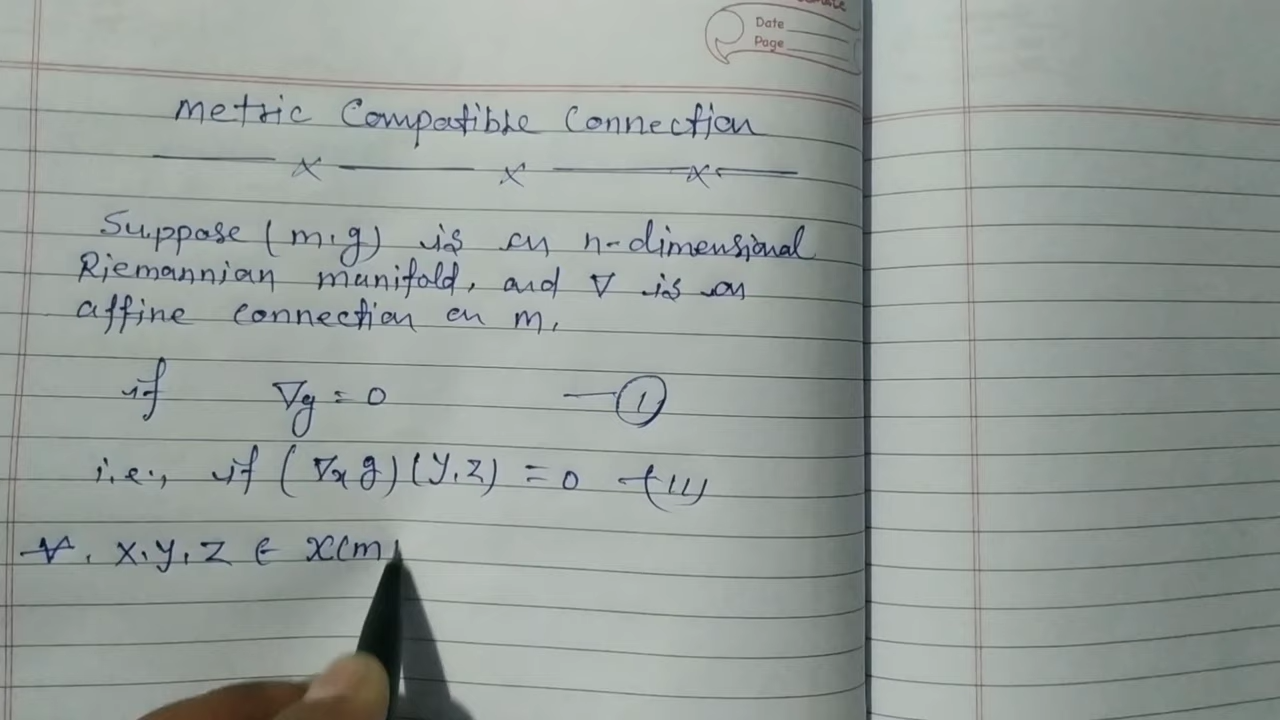 Date
Page
Metric Compatible Connection
Suppose (m,g) is an n-dimensional
Riemannian manifold, and ∇ is an
affine connection on m.
if ∇g = 0 —①
i.e., if (∇x g)(Y,Z) = 0 —(ii)
∀, X,Y,Z ∈ X(m)